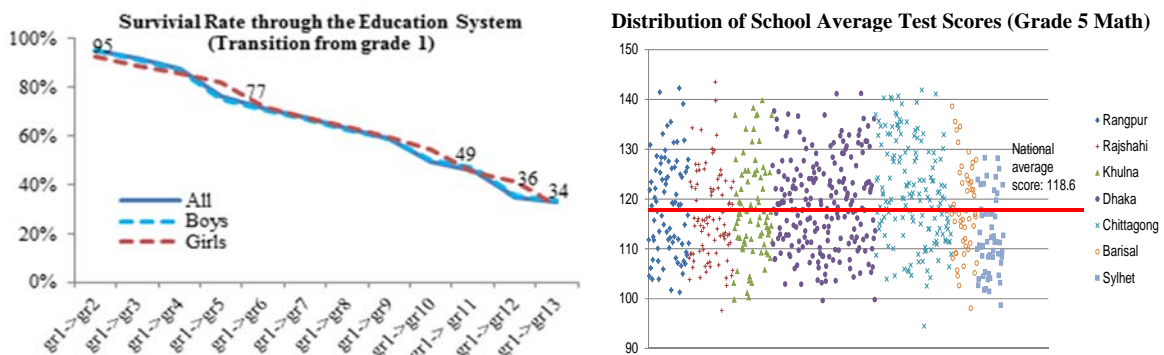 Survivial Rate through the Education System
(Transition from grade 1)
100%
80%
60%
40%
20%
0%
95
77
49
36
34
All
Boys
Girls
gr1->gr2
gr1->gr3
gr1->gr4
gr1->gr5
gr1->gr6
gr1->gr7
gr1->gr8
gr1->gr9
gr1->gr10
gr1-> gr11
gr1->gr12
gr1->gr13
Distribution of School Average Test Scores (Grade 5 Math)
150
140
130
120
110
100
90
National
average
score: 118.6
Rangpur
Rajshahi
Khulna
Dhaka
Chittagong
Barisal
Sylhet